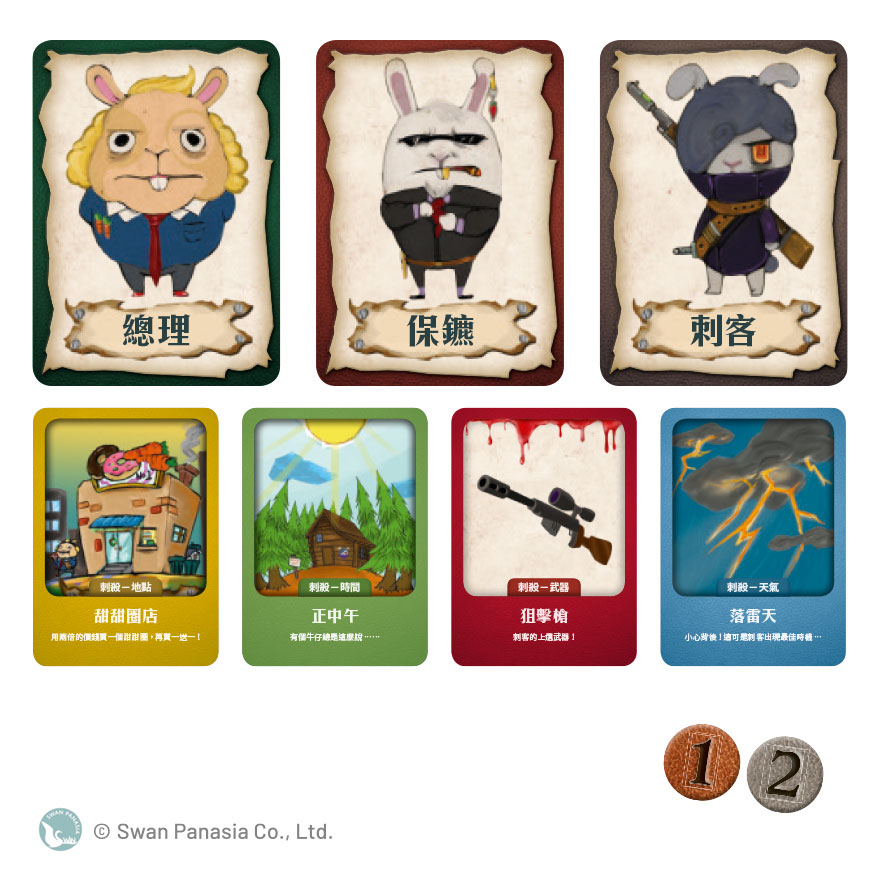 總理
保鑣
刺客
刺殺－地點
甜甜圈店
用兩倍的價錢買一個甜甜圈，再買一送一！
刺殺－時間
正中午
有個牛仔總是這麼說……
刺殺－武器
狙擊槍
刺客的上選武器！
刺殺－天氣
落雷天
小心背後！這可是刺客出現最佳時機…
1
2
SWAN PANASIA
© Swan Panasia Co., Ltd.